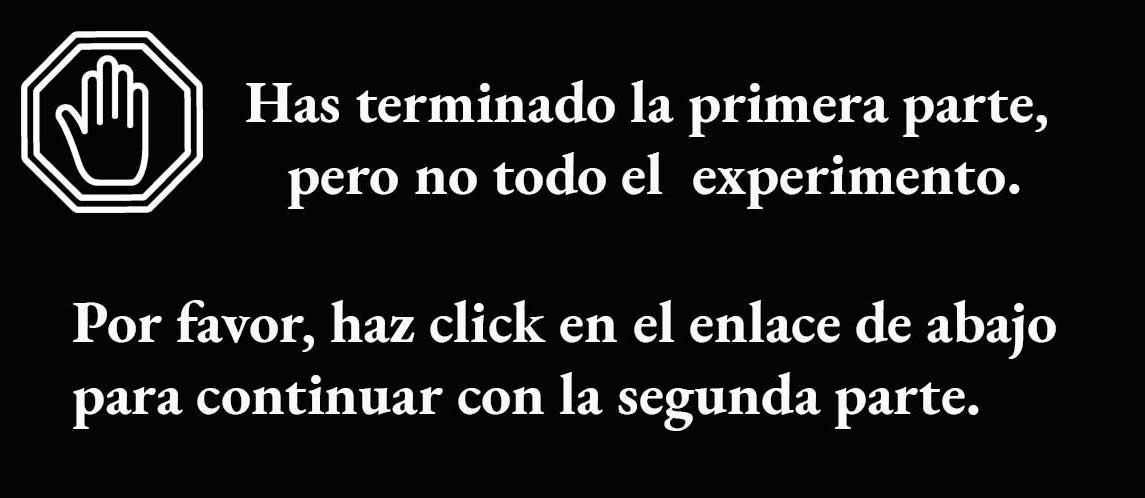 Has terminado la primera parte,
pero no todo el experimento.
Por favor, haz click en el enlace de abajo
para continuar con la segunda parte.